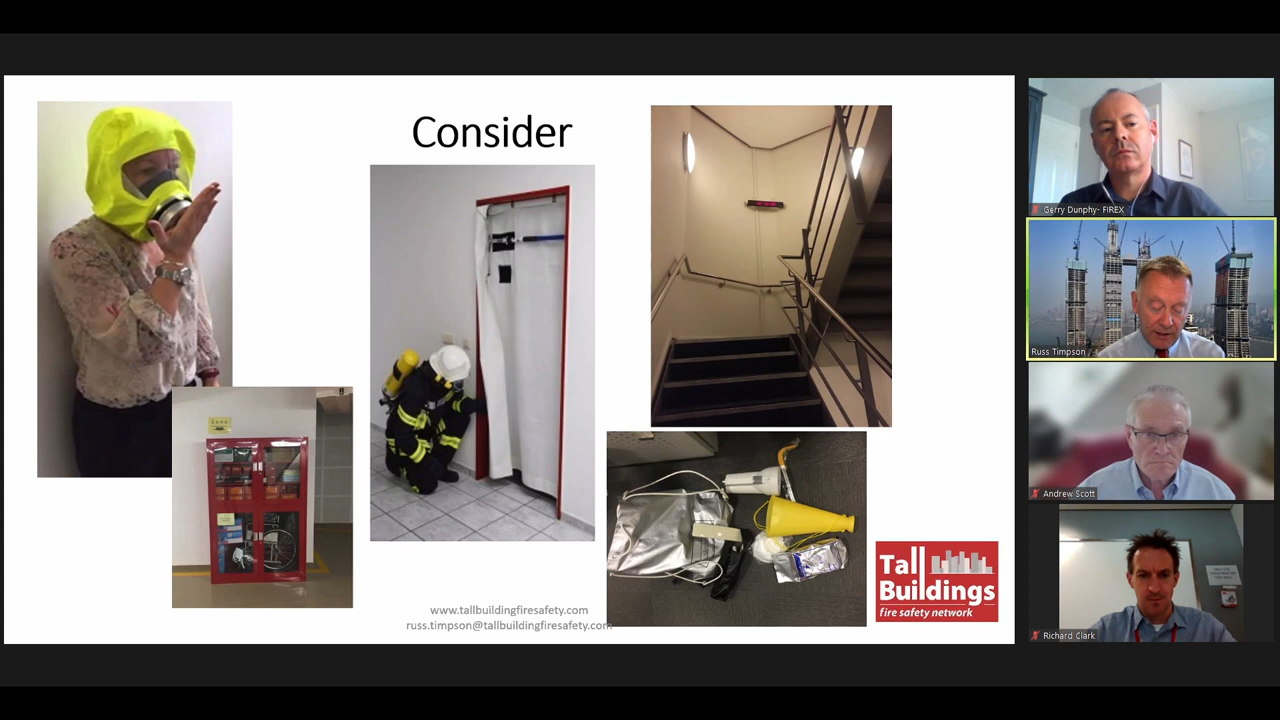 Consider
www.tallbuildingfiresafety.com
russ.timpson@tallbuildingfiresafety.com
Tall
Buildings
fire safety network
Gerry Dunphy- FIREX
Russ Timpson
Andrew Scott
Richard Clark